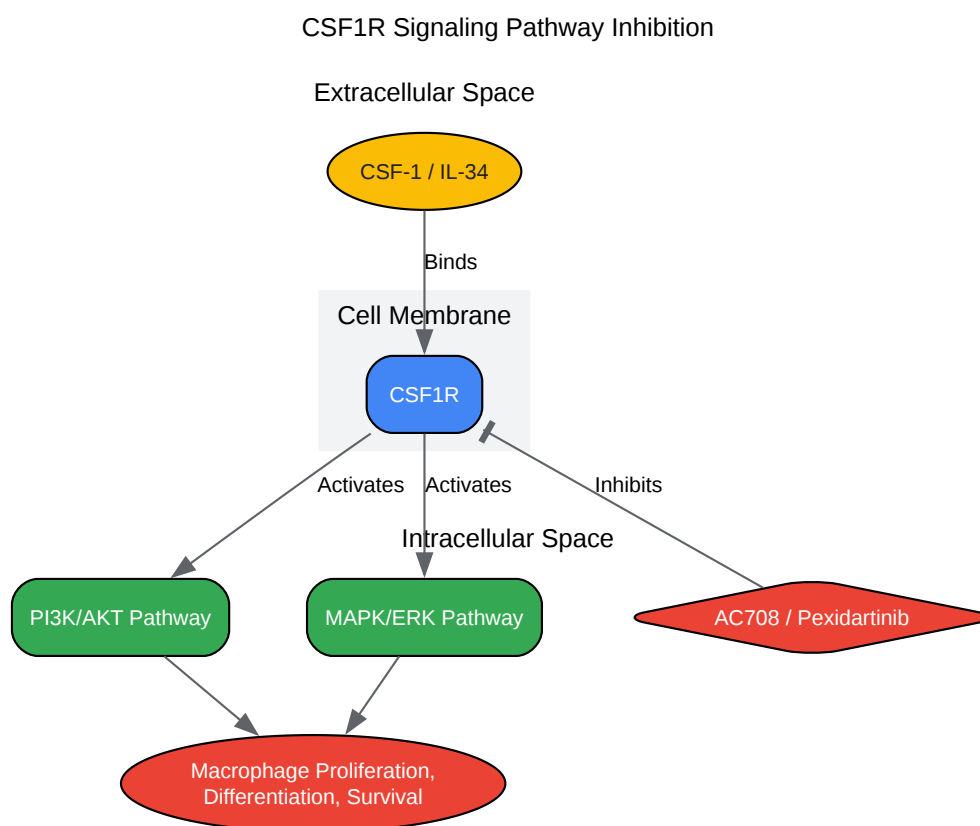 CSF1R Signaling Pathway Inhibition
Extracellular Space
CSF-1 / IL-34
Binds
Cell Membrane
CSF1R
Activates
Activates
Inhibits
Intracellular Space
PI3K/AKT Pathway
MAPK/ERK Pathway
AC708 / Pexidartinib
Macrophage Proliferation,
Differentiation, Survival